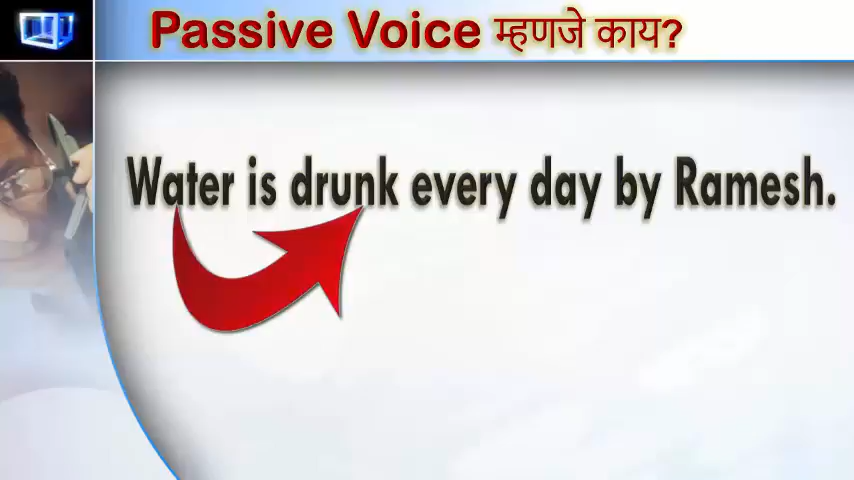 Passive Voice म्हणजे काय?
Water is drunk every day by Ramesh.